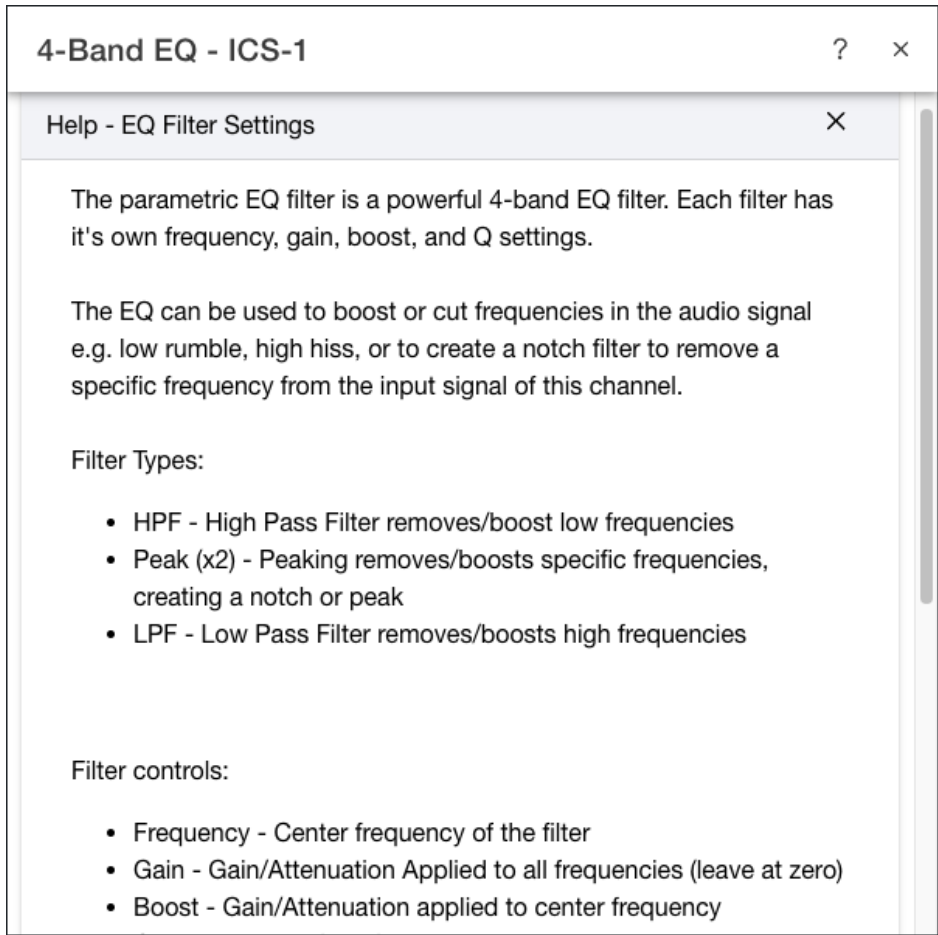 4-Band EQ - ICS-1 ? ×
Help - EQ Filter Settings ×
The parametric EQ filter is a powerful 4-band EQ filter. Each filter has
it's own frequency, gain, boost, and Q settings.
The EQ can be used to boost or cut frequencies in the audio signal
e.g. low rumble, high hiss, or to create a notch filter to remove a
specific frequency from the input signal of this channel.
Filter Types:
• HPF - High Pass Filter removes/boost low frequencies
• Peak (x2) - Peaking removes/boosts specific frequencies,
creating a notch or peak
• LPF - Low Pass Filter removes/boosts high frequencies
Filter controls:
• Frequency - Center frequency of the filter
• Gain - Gain/Attenuation Applied to all frequencies (leave at zero)
• Boost - Gain/Attenuation applied to center frequency